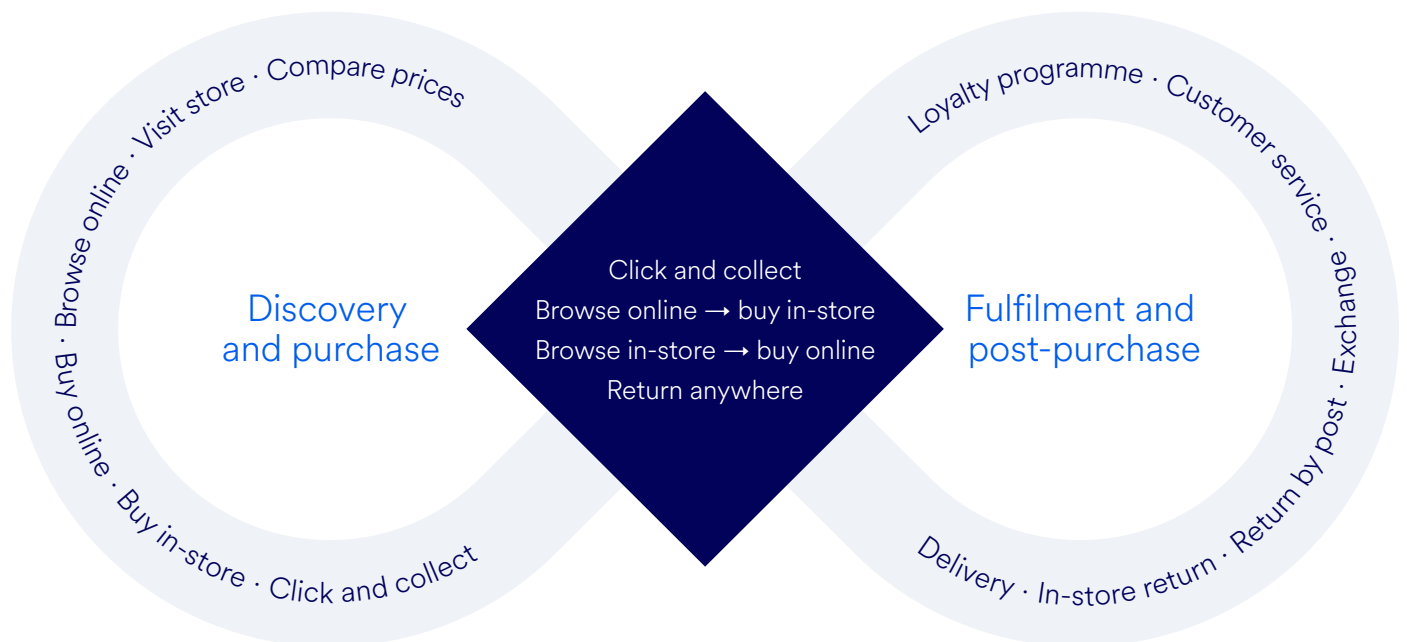 Buy online · Browse online · Visit store · Compare prices
Buy in-store · Click and collect
Discovery
and purchase
Click and collect
Browse online → buy in-store
Browse in-store → buy online
Return anywhere
Fulfilment and
post-purchase
Loyalty programme · Customer service · Exchange
Delivery · In-store return · Return by post